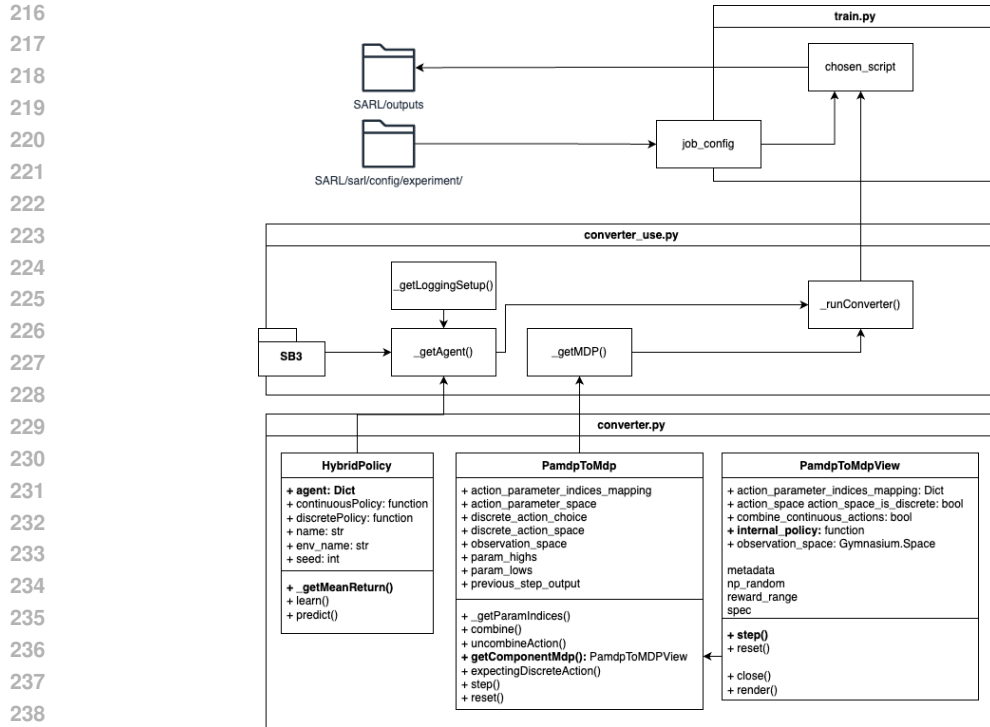 216
217
218
219
220
221
222
223
224
225
226
227
228
229
230
231
232
233
234
235
236
237
238
train.py
chosen_script
SARL/outputs
job_config
SARL/sarl/config/experiment/
converter_use.py
_getLoggingSetup()
_runConverter()
SB3
_getAgent()
_getMDP()
converter.py
HybridPolicy
+ agent: Dict
+ continuousPolicy: function
+ discretePolicy: function
+ name: str
+ env_name: str
+ seed: int
+ _getMeanReturn()
+ learn()
+ predict()
PamdpToMdp
+ action_parameter_indices_mapping
+ action_parameter_space
+ discrete_action_choice
+ discrete_action_space
+ observation_space
+ param_highs
+ param_lows
+ previous_step_output
+ _getParamIndices()
+ combine()
+ uncombineAction()
+ getComponentMdp(): PamdpToMDPView
+ expectingDiscreteAction()
+ step()
+ reset()
PamdpToMdpView
+ action_parameter_indices_mapping: Dict
+ action_space action_space_is_discrete: bool
+ combine_continuous_actions: bool
+ internal_policy: function
+ observation_space: Gymnasium.Space
metadata
np_random
reward_range
spec
+ step()
+ reset()
+ close()
+ render()